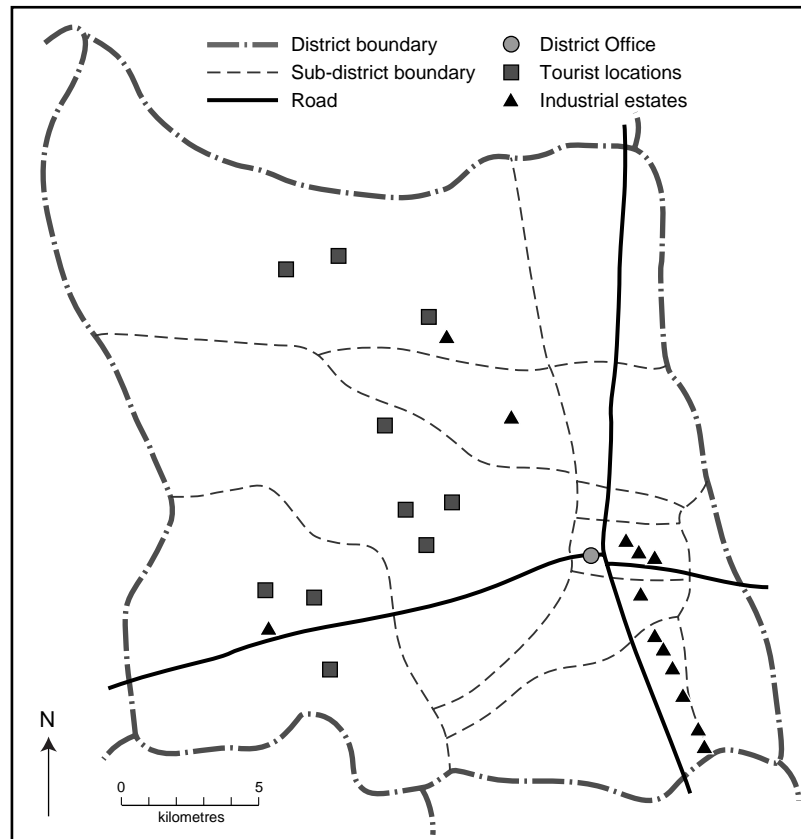 District boundary
Sub-district boundary
Road
District Office
Tourist locations
Industrial estates
N
0 5
kilometres